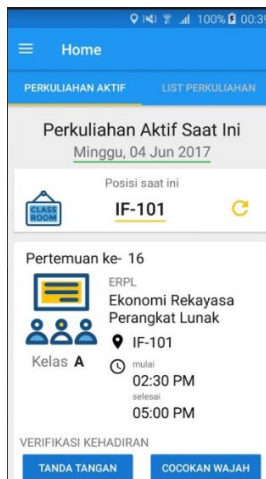 100% 00:39
Home
PERKULIAHAN AKTIF LIST PERKULIAHAN
Perkuliahan Aktif Saat Ini
Minggu, 04 Jun 2017
Posisi saat ini
CLASS ROOM
IF-101
Pertemuan ke- 16
ERPL
Ekonomi Rekayasa
Perangkat Lunak
Kelas A
IF-101
mulai
02:30 PM
selesai
05:00 PM
VERIFIKASI KEHADIRAN
TANDA TANGAN COCOKAN WAJAH